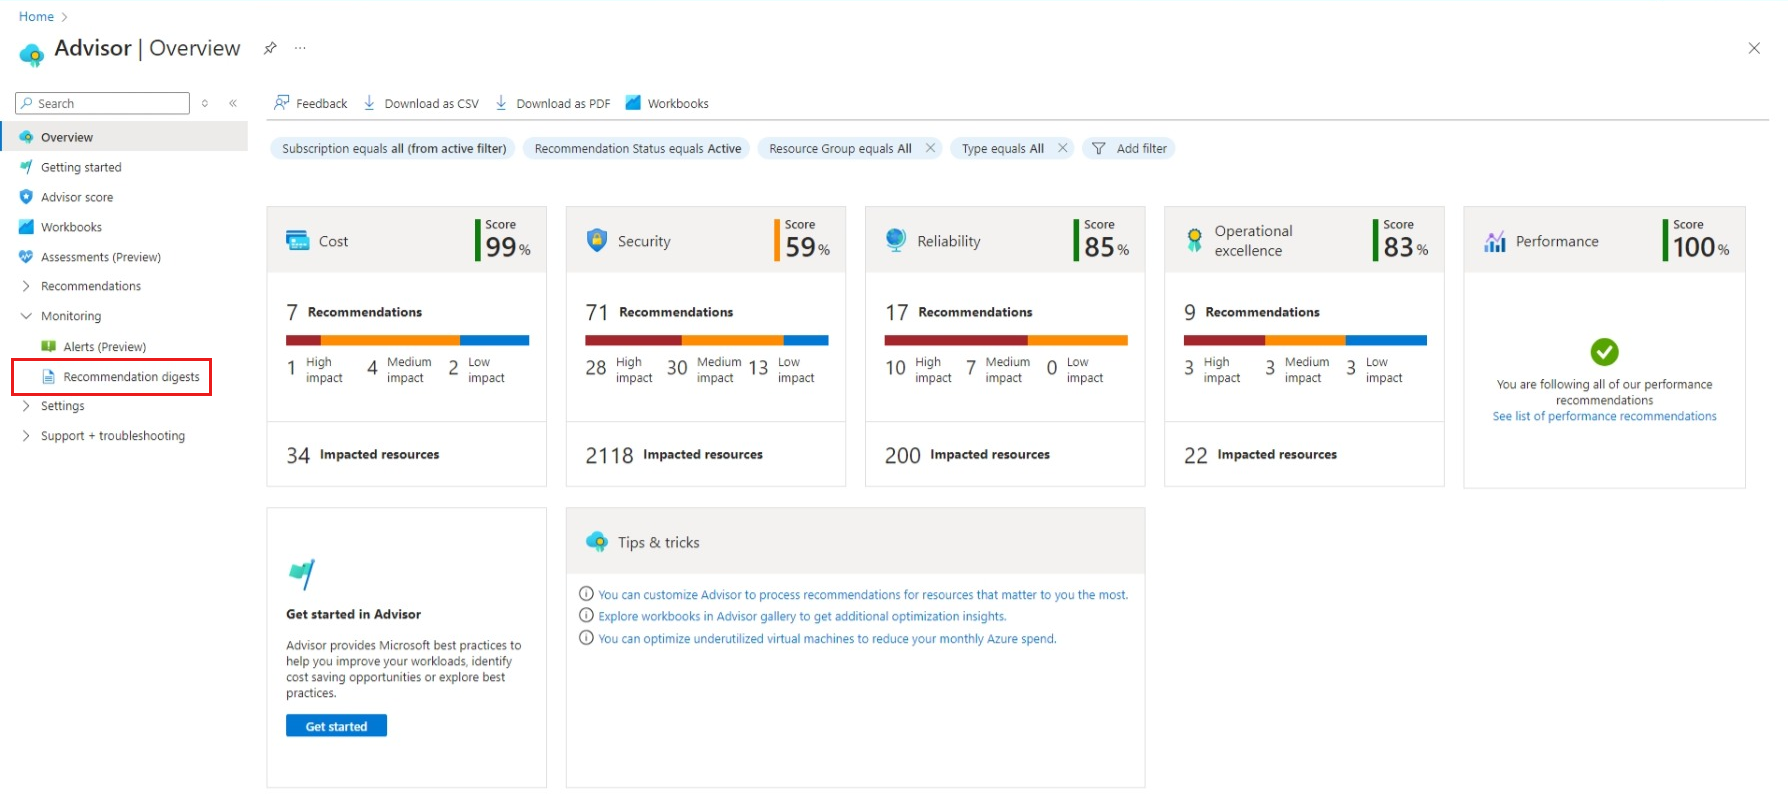 Home
Advisor | Overview
Search
Overview
Getting started
Advisor score
Workbooks
Assessments (Preview)
Recommendations
Monitoring
Alerts (Preview)
Recommendation digests
Settings
Support + troubleshooting
Feedback
Download as CSV
Download as PDF
Workbooks
Subscription equals all (from active filter)
Recommendation Status equals Active
Resource Group equals All
Type equals All
Add filter
Cost
Score
99%
7 Recommendations
1 High impact
4 Medium impact
2 Low impact
34 Impacted resources
Security
Score
59%
71 Recommendations
28 High impact
30 Medium impact
13 Low impact
2118 Impacted resources
Reliability
Score
85%
17 Recommendations
10 High impact
7 Medium impact
0 Low impact
200 Impacted resources
Operational
excellence
Score
83%
9 Recommendations
3 High impact
3 Medium impact
3 Low impact
22 Impacted resources
Performance
Score
100%
You are following all of our performance
recommendations
See list of performance recommendations
Get started in Advisor
Advisor provides Microsoft best practices to
help you improve your workloads, identify
cost saving opportunities or explore best
practices.
Get started
Tips & tricks
You can customize Advisor to process recommendations for resources that matter to you the most.
Explore workbooks in Advisor gallery to get additional optimization insights.
You can optimize underutilized virtual machines to reduce your monthly Azure spend.